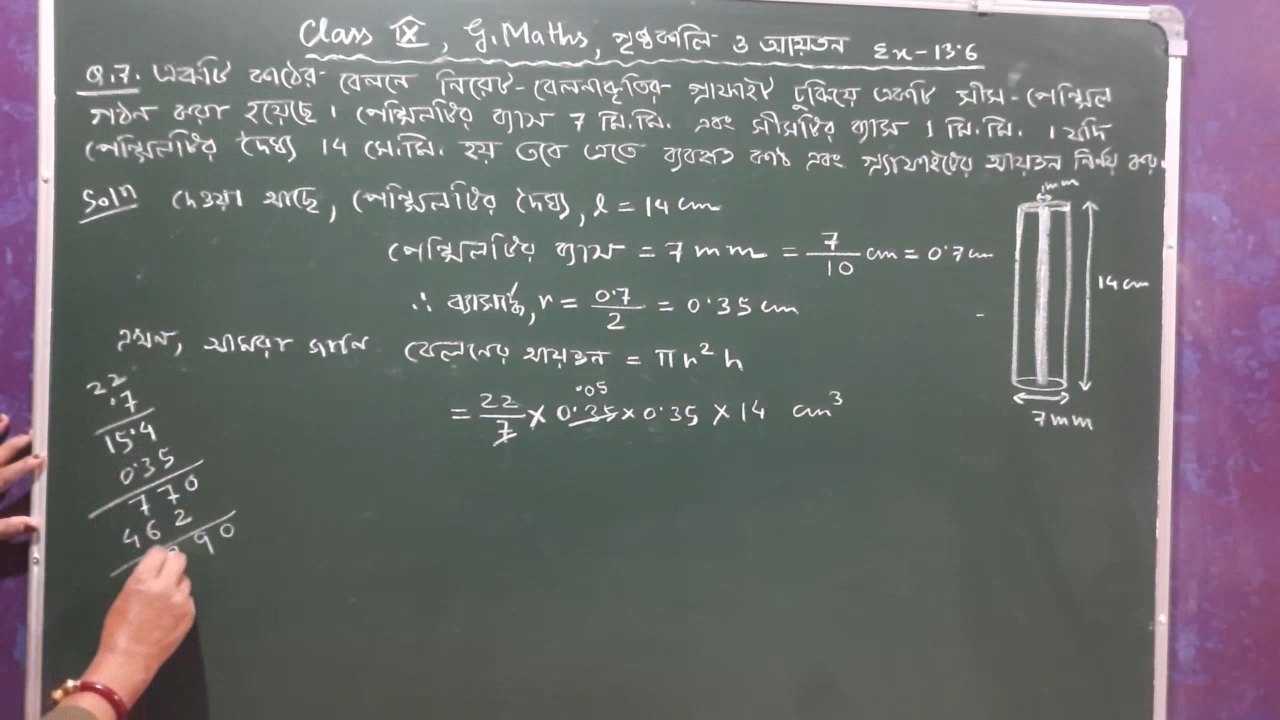 Class IX, G. Maths, পৃষ্ঠকালি ও আয়তন Ex-13.6
Q.7. একটি কাঠের বেলনে নিরেট-বেলনাকৃতির গ্ৰাফাইট ঢুকিয়ে একটি সীস-পেন্সিল
গঠন করা হয়েছে। পেন্সিলটির ব্যাস 7 মি.মি. এবং সীসটির ব্যাস 1 মি.মি. । যদি
পেন্সিলটির দৈর্ঘ্য 14 সে.মি. হয় তবে এতে ব্যবহৃত কাঠ এবং গ্ৰ্যাফাইটের আয়তন নির্ণয় কর।
Soln দেওয়া আছে, পেন্সিলটির দৈর্ঘ্য, l = 14 cm
পেন্সিলটির ব্যাস = 7 mm = 7/10 cm = 0.7 cm
∴ ব্যাসার্ধ, r = 0.7/2 = 0.35 cm
এখন, আমরা জানি বেলনের আয়তন = πr²h
= 22/7 × 0.35 × 0.35 × 14 cm³
.05
22
.7
15.4
0.35
770
462
90
1mm
14 cm
7 mm